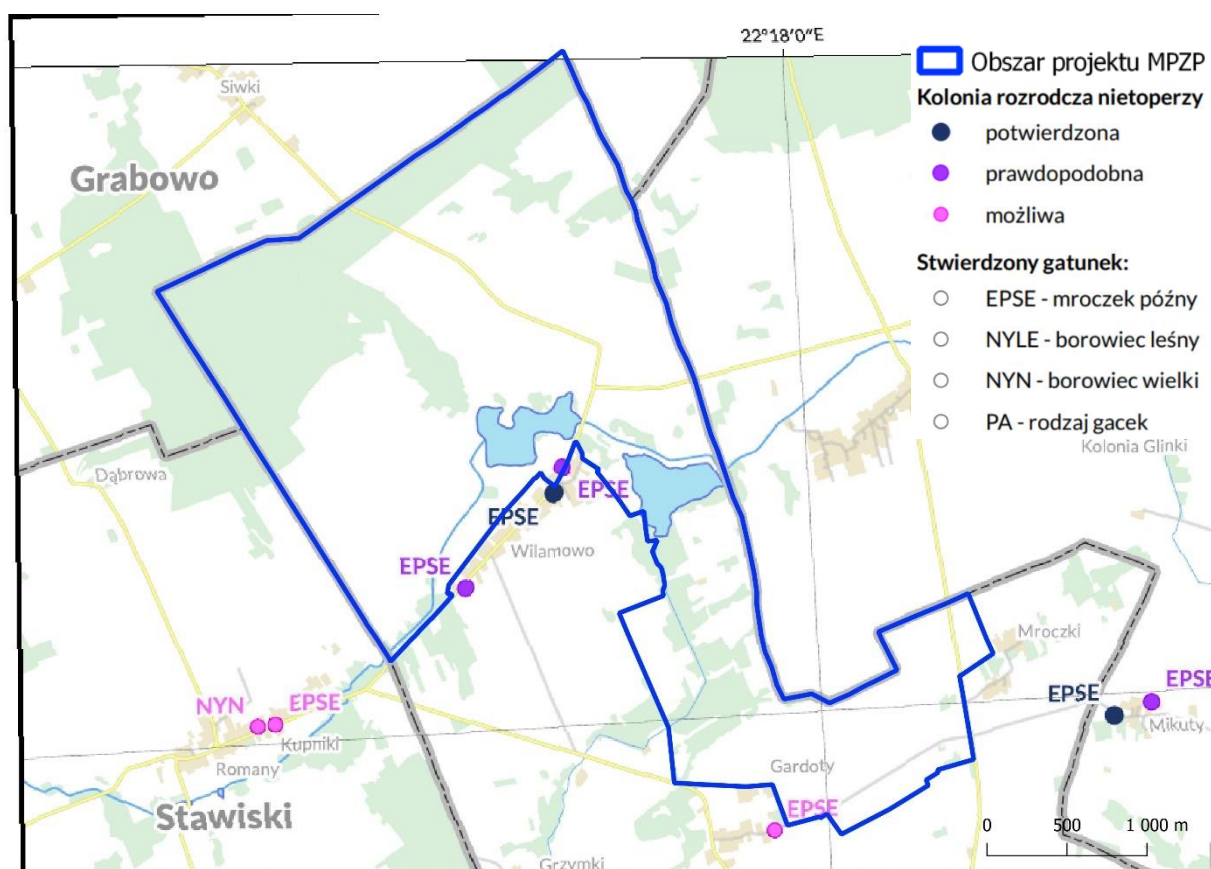 22°18'0"E
Obszar projektu MPZP
Kolonia rozrodcza nietoperzy
potwierdzona
prawdopodobna
możliwa
Stwierdzony gatunek:
EPSE - mroczek późny
NYLE - borowiec leśny
NYN - borowiec wielki
PA - rodzaj gacek
Siwki
Grabowo
Kolonia Glinki
Dąbrowa
EPSE
EPSE
Wilamowo
EPSE
Mroczki
EPSE
EPSE
Mikuty
NYN
EPSE
Kupniki
Romany
Gardoty
Stawiski
EPSE
Grzymki
0 500 1 000 m